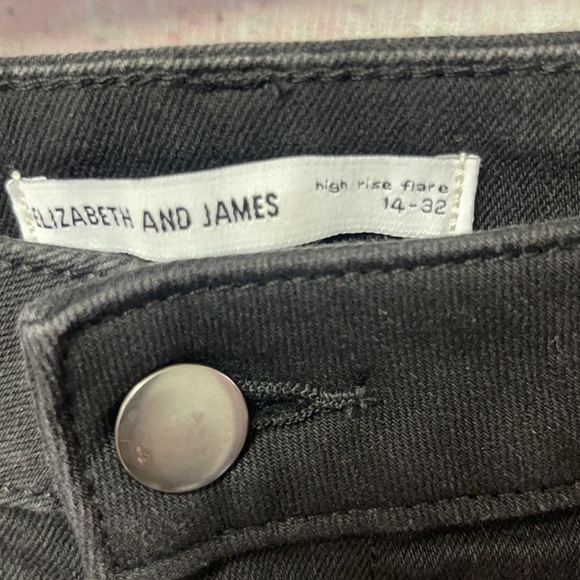 ELIZABETH AND JAMES
high rise flare
14-32